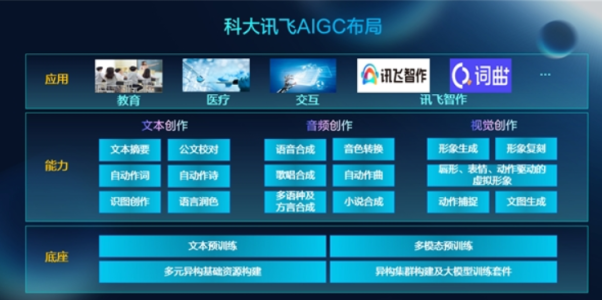 科大讯飞AIGC布局
应用
讯飞智作
词曲
…
教育
医疗
交互
讯飞智作
能力
文本创作
音频创作
视觉创作
文本摘要
公文校对
语音合成
音色转换
形象生成
形象复刻
自动作词
自动作诗
歌唱合成
自动作曲
唇形、表情、动作驱动的
虚拟形象
识图创作
语言润色
多语种及
方言合成
小说合成
动作捕捉
文图生成
底座
文本预训练
多模态预训练
多元异构基础资源构建
异构集群构建及大模型训练套件